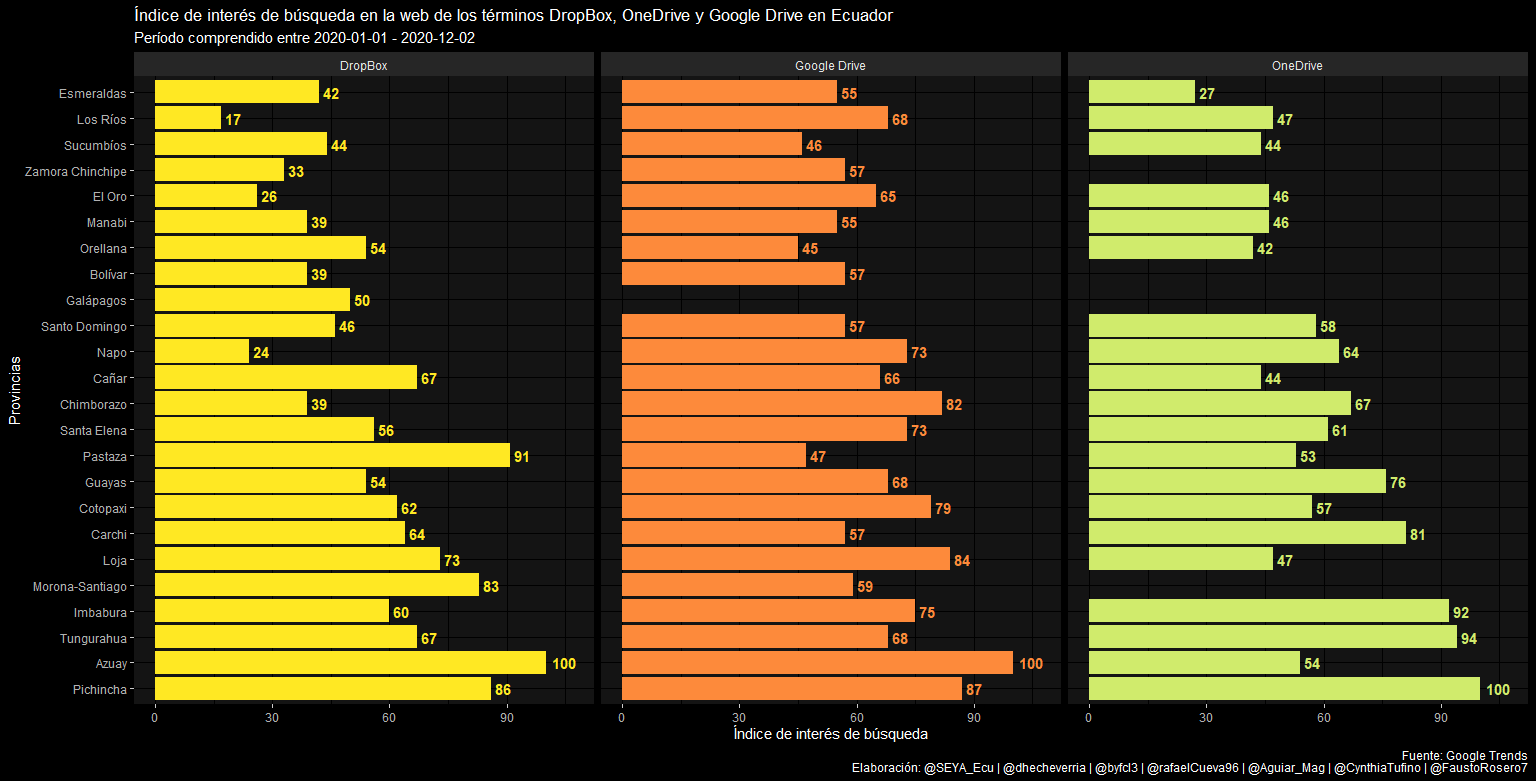 Índice de interés de búsqueda en la web de los términos DropBox, OneDrive y Google Drive en Ecuador
Período comprendido entre 2020-01-01 - 2020-12-02
DropBox Google Drive OneDrive
Esmeraldas 42 55 27
Los Ríos 17 68 47
Sucumbíos 44 46 44
Zamora Chinchipe 33 57
El Oro 26 65 46
Manabi 39 55 46
Orellana 54 45 42
Bolívar 39 57
Galápagos 50
Santo Domingo 46 57 58
Napo 24 73 64
Cañar 67 66 44
Chimborazo 39 82 67
Santa Elena 56 73 61
Pastaza 91 47 53
Guayas 54 68 76
Cotopaxi 62 79 57
Carchi 64 57 81
Loja 73 84 47
Morona-Santiago 83 59
Imbabura 60 75 92
Tungurahua 67 68 94
Azuay 100 100 54
Pichincha 86 87 100
Provincias
0 30 60 90 0 30 60 90 0 30 60 90
Índice de interés de búsqueda
Fuente: Google Trends
Elaboración: @SEYA_Ecu | @dhecheverria | @byfcl3 | @rafaelCueva96 | @Aguiar_Mag | @CynthiaTufino | @FaustoRosero7